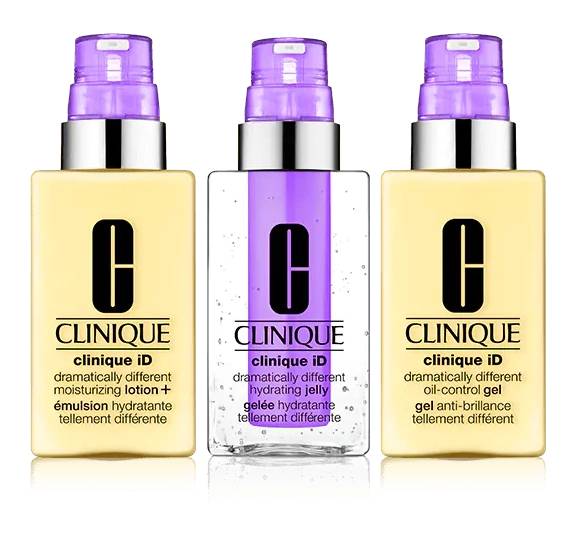 C
CLINIQUE
clinique iD
dramatically different
moisturizing lotion+
émulsion hydratante
tellement différente
C
CLINIQUE
clinique iD
dramatically different
hydrating jelly
gelée hydratante
tellement différente
C
CLINIQUE
clinique iD
dramatically different
oil-control gel
gel anti-brillance
tellement différent